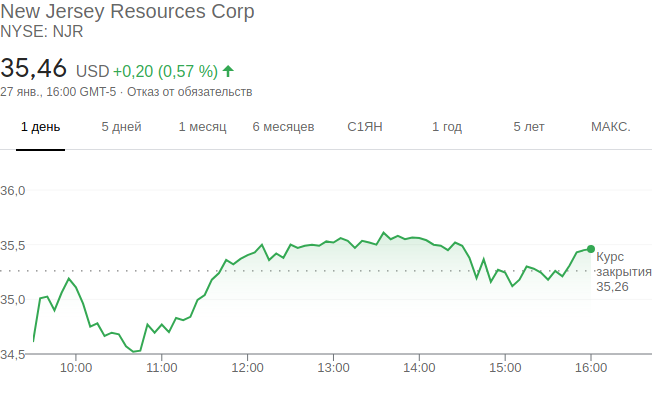 New Jersey Resources Corp
NYSE: NJR
35,46 USD +0,20 (0,57 %)
27 янв., 16:00 GMT-5 · Отказ от обязательств
1 день 5 дней 1 месяц 6 месяцев С1ЯН 1 год 5 лет МАКС.
36,0
35,5
Курс
закрытия
35,26
35,0
34,5
10:00 11:00 12:00 13:00 14:00 15:00 16:00